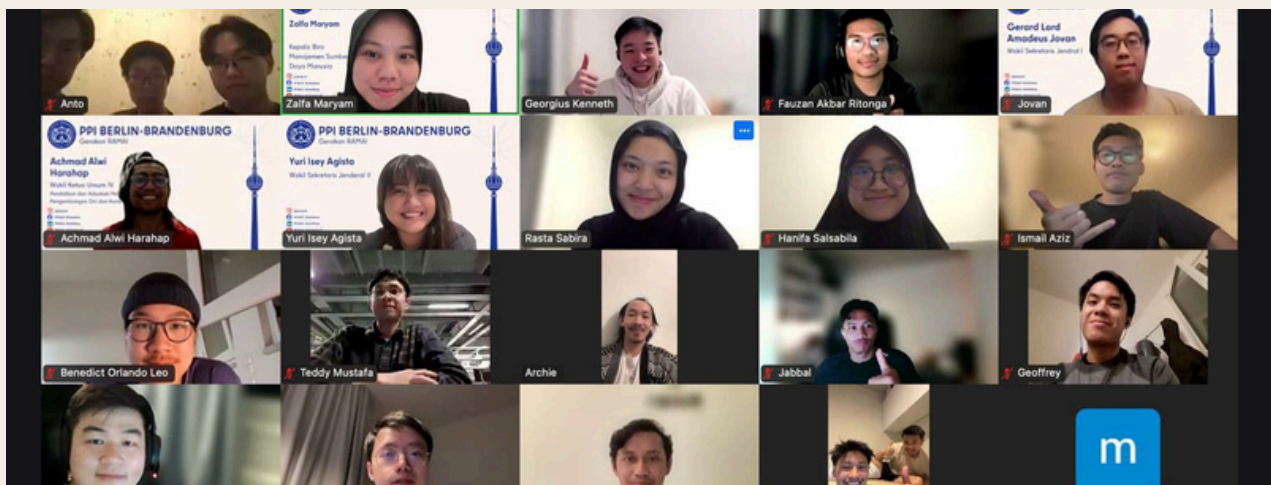 Anto
Zalfa Maryam
Kepala Biro
Manajemen Sumber
Daya Manusia
Zalfa Maryam
Georgius Kenneth
Fauzan Akbar Ritonga
Gerard Lord
Amadeus Jovan
Wakil Sekretaris Jendral I
Jovan
PPI BERLIN-BRANDENBURG
Gerakan RAMAI
Achmad Alwi
Harahap
Wakil Ketua Umum IV
Achmad Alwi Harahap
PPI BERLIN-BRANDENBURG
Gerakan RAMAI
Yuri Isey Agista
Wakil Sekretaris Jenderal II
Yuri Isey Agista
Rasta Sabira
Hanifa Salsabila
Ismail Aziz
Benedict Orlando Leo
Teddy Mustafa
Archie
Jabbal
Geoffrey
m